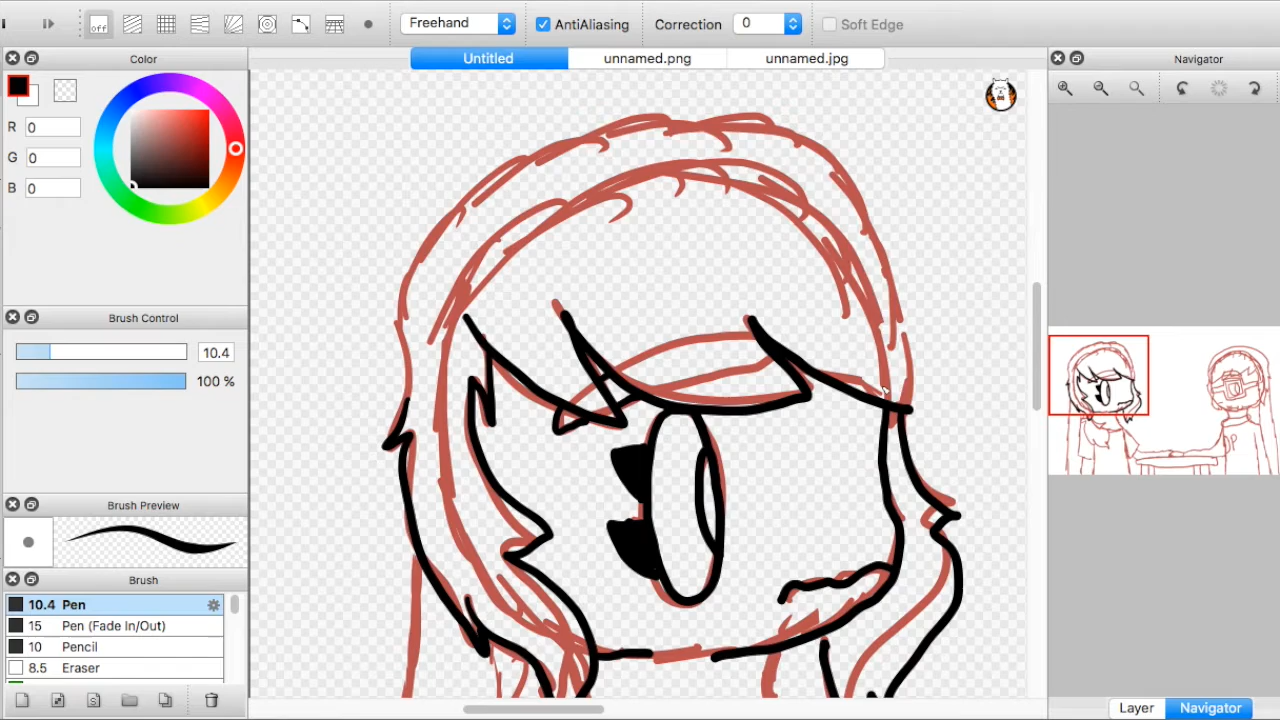 off Freehand AntiAliasing Correction 0 Soft Edge
Color Untitled unnamed.png unnamed.jpg Navigator
R 0
G 0
B 0
Brush Control
10.4
100 %
Brush Preview
Brush
10.4 Pen
15 Pen (Fade In/Out)
10 Pencil
8.5 Eraser
Layer Navigator